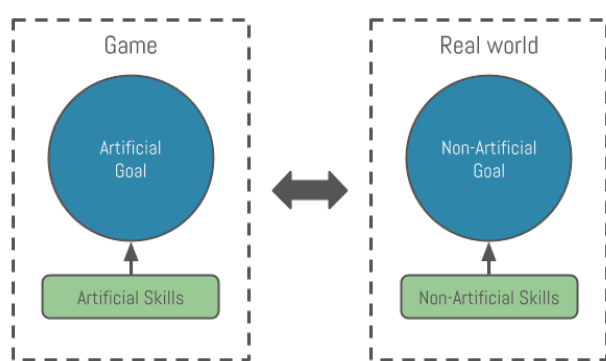 Game
Real world
Artificial
Goal
Non-Artificial
Goal
Artificial Skills
Non-Artificial Skills